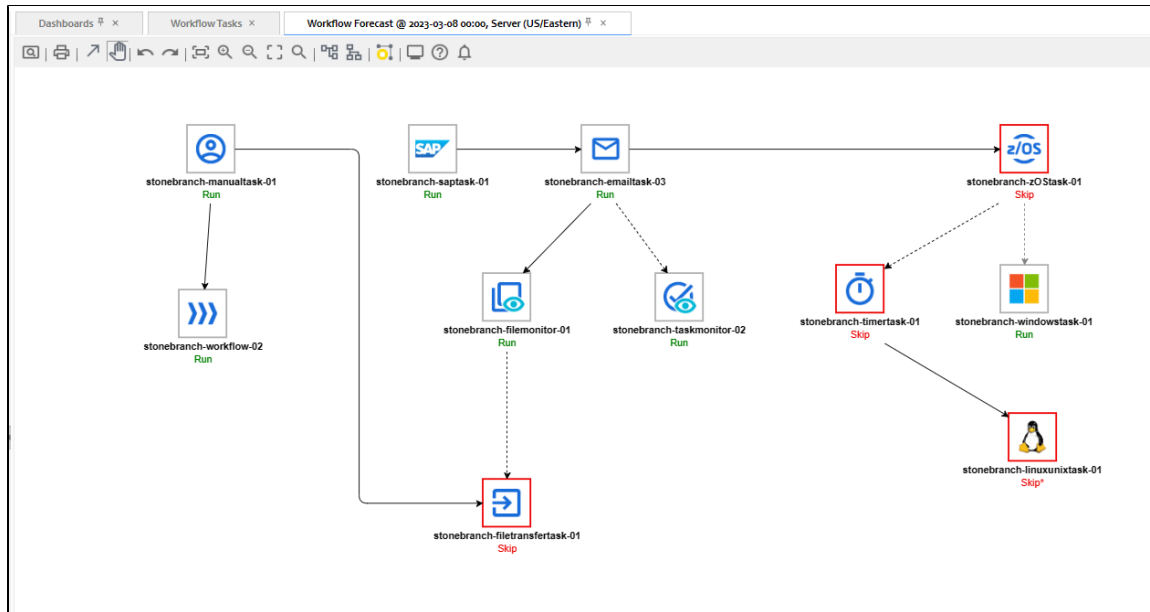 Dashboards
Workflow Tasks
Workflow Forecast @ 2023-03-08 00:00, Server (US/Eastern)
SAP
z/OS
stonebranch-manualtask-01
Run
stonebranch-saptask-01
Run
stonebranch-emailtask-03
Run
stonebranch-zOStask-01
Skip
stonebranch-workflow-02
Run
stonebranch-filemonitor-01
Run
stonebranch-taskmonitor-02
Run
stonebranch-timertask-01
Skip
stonebranch-windowstask-01
Run
stonebranch-linuxunixtask-01
Skip*
stonebranch-filetransfertask-01
Skip